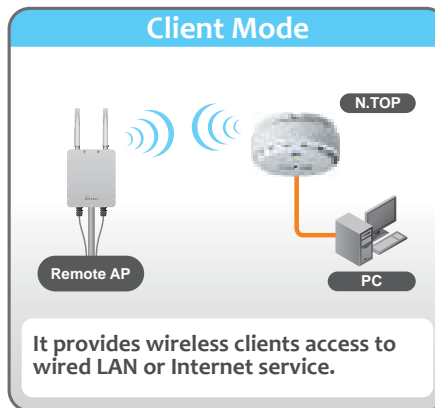 Client Mode
N.TOP
Remote AP
PC
It provides wireless clients access to
wired LAN or Internet service.